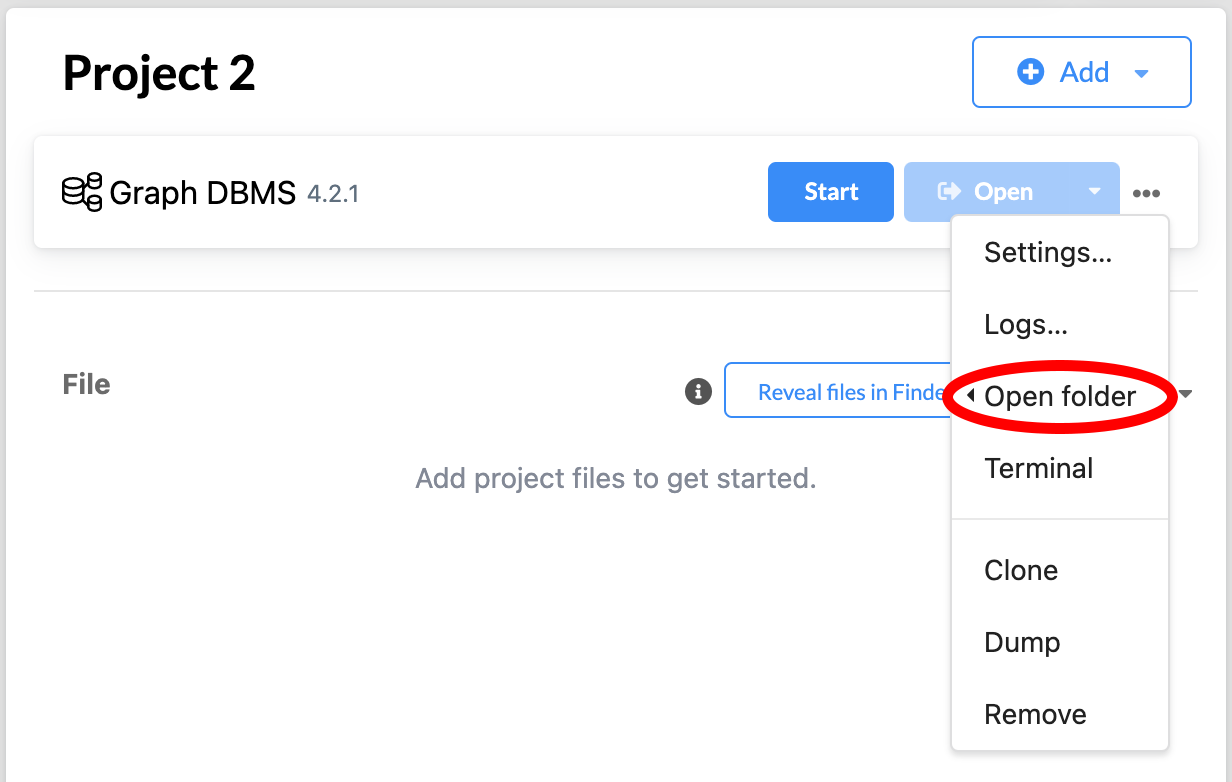 Project 2
Add
Graph DBMS 4.2.1
Start
Open
Settings...
Logs...
File
Reveal files in Finde
Open folder
Add project files to get started.
Terminal
Clone
Dump
Remove